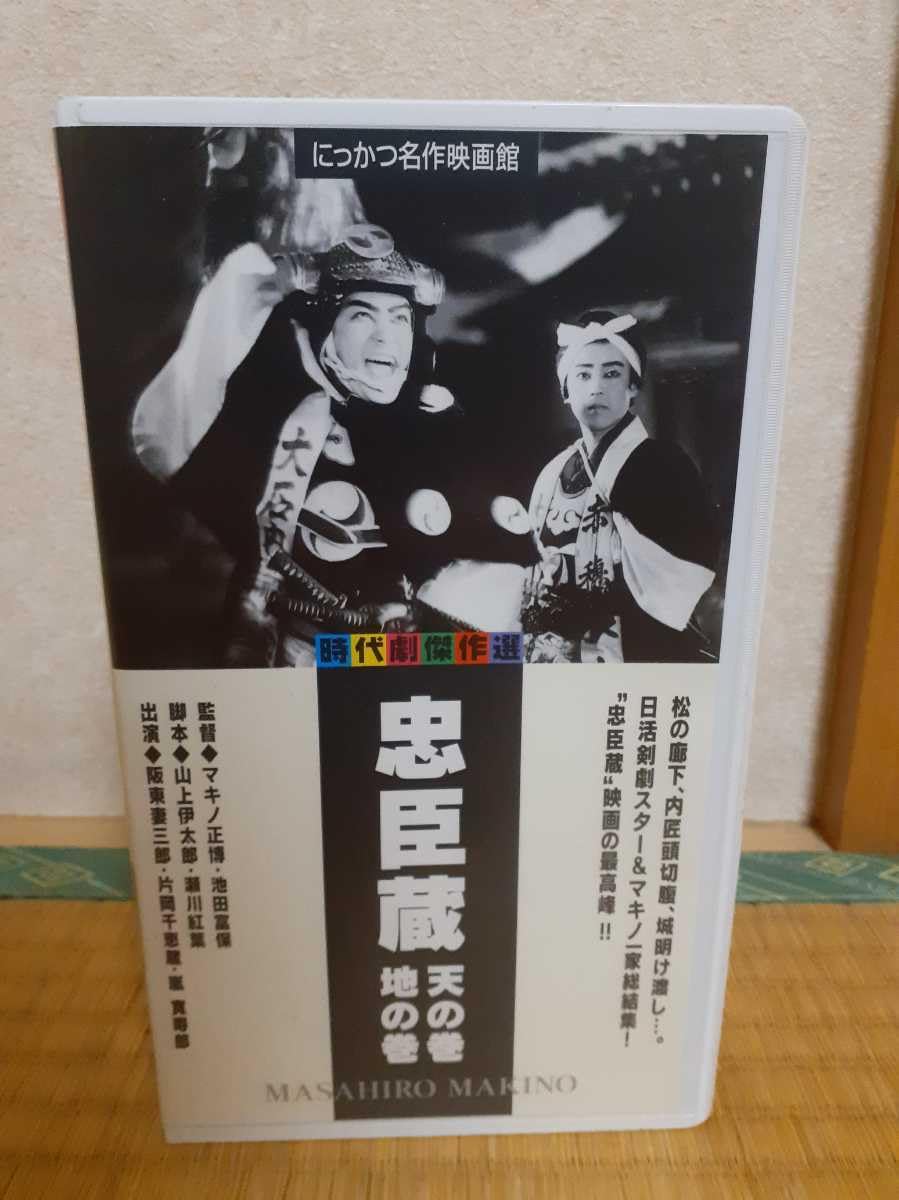 にっかつ名作映画館
大石内
赤穂
時代劇傑作選
松の廊下、内匠頭切腹、城明け渡し…。
日活剣劇スター&マキノ一家総結集!
"忠臣蔵"映画の最高峰!!
忠臣蔵
天の巻
地の巻
監督◆マキノ正博・池田富保
脚本◆山上伊太郎・瀬川紅葉
出演◆阪東妻三郎・片岡千恵蔵・嵐 寛寿郎
MASAHIRO MAKINO